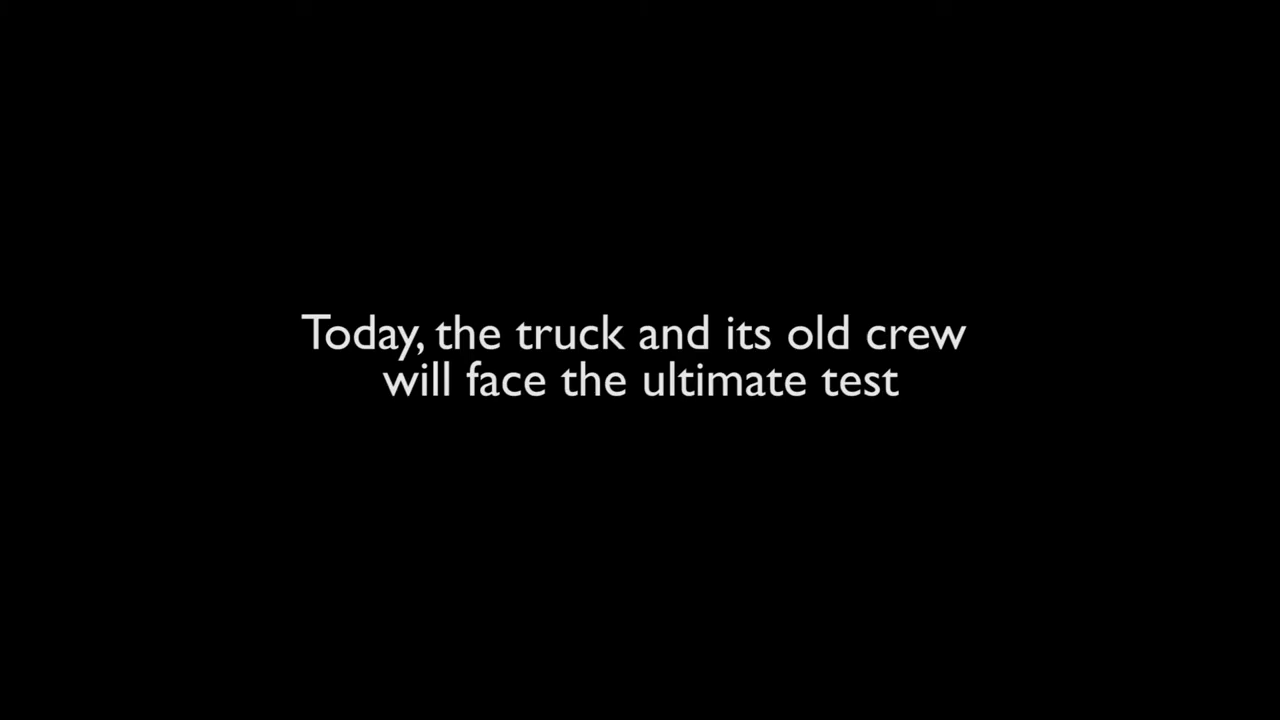 Today, the truck and its old crew
will face the ultimate test